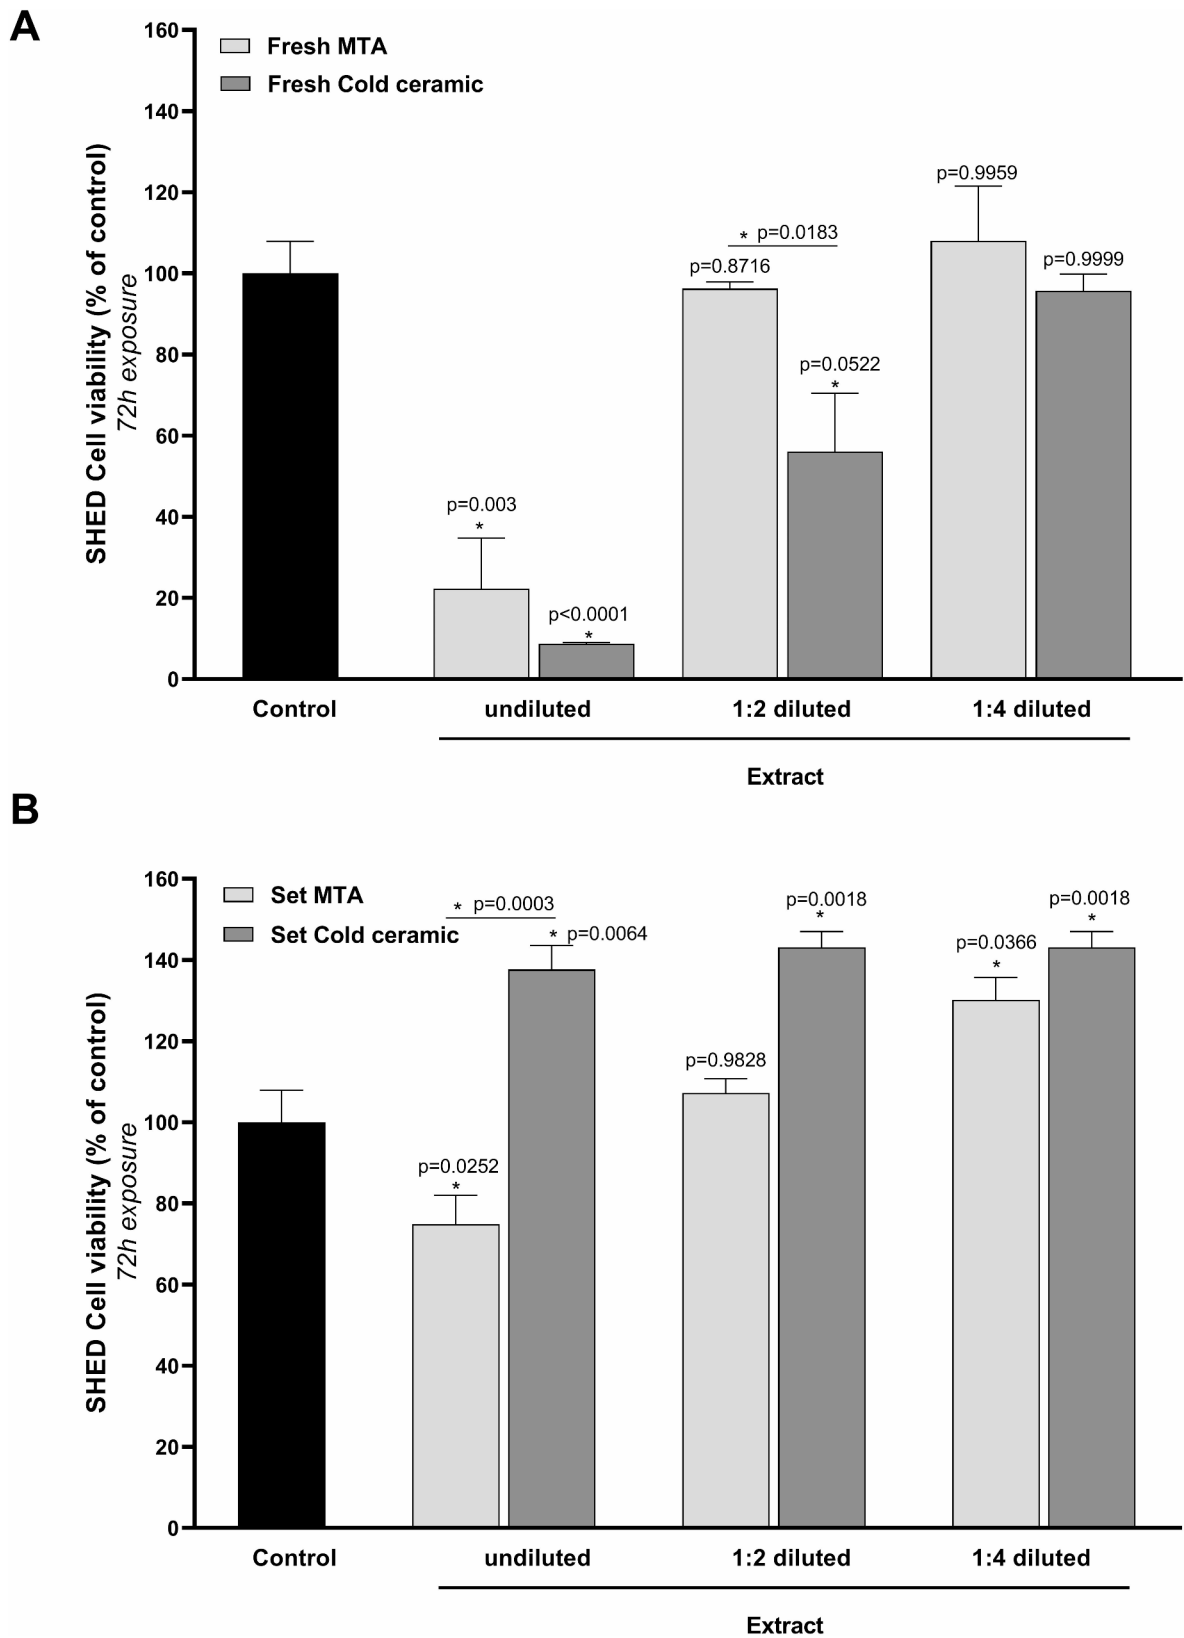 A
160
140
120
100
80
60
40
20
0
SHED Cell viability (% of control)
72h exposure
Fresh MTA
Fresh Cold ceramic
p=0.003
*
p<0.0001
*
* p=0.0183
p=0.8716
p=0.0522
*
p=0.9959
p=0.9999
Control
undiluted
1:2 diluted
1:4 diluted
Extract
B
160
140
120
100
80
60
40
20
0
SHED Cell viability (% of control)
72h exposure
Set MTA
Set Cold ceramic
* p=0.0003
* p=0.0064
p=0.0252
*
p=0.0018
*
p=0.9828
p=0.0018
*
p=0.0366
*
Control
undiluted
1:2 diluted
1:4 diluted
Extract